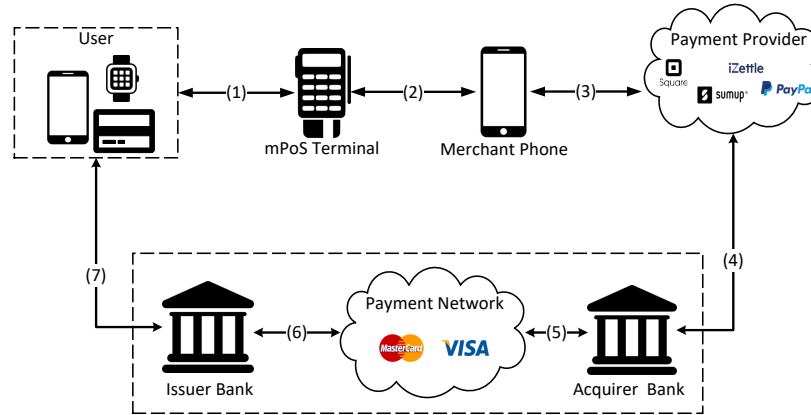 User
Payment Provider
iZettle
Square
sumup®
PayPal
(1)
(2)
(3)
mPoS Terminal
Merchant Phone
(4)
(7)
Payment Network
(6)
MasterCard
VISA
(5)
Issuer Bank
Acquirer Bank